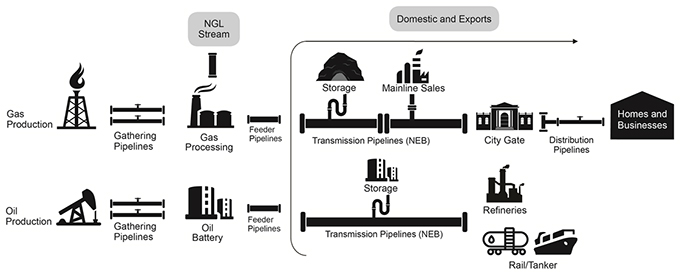 NGL
Stream
Domestic and Exports
Gas
Production
Gathering
Pipelines
Gas
Processing
Feeder
Pipelines
Storage
Mainline Sales
Transmission Pipelines (NEB)
City Gate
Distribution
Pipelines
Homes and
Businesses
Oil
Production
Gathering
Pipelines
Oil
Battery
Feeder
Pipelines
Storage
Transmission Pipelines (NEB)
Refineries
Rail/Tanker